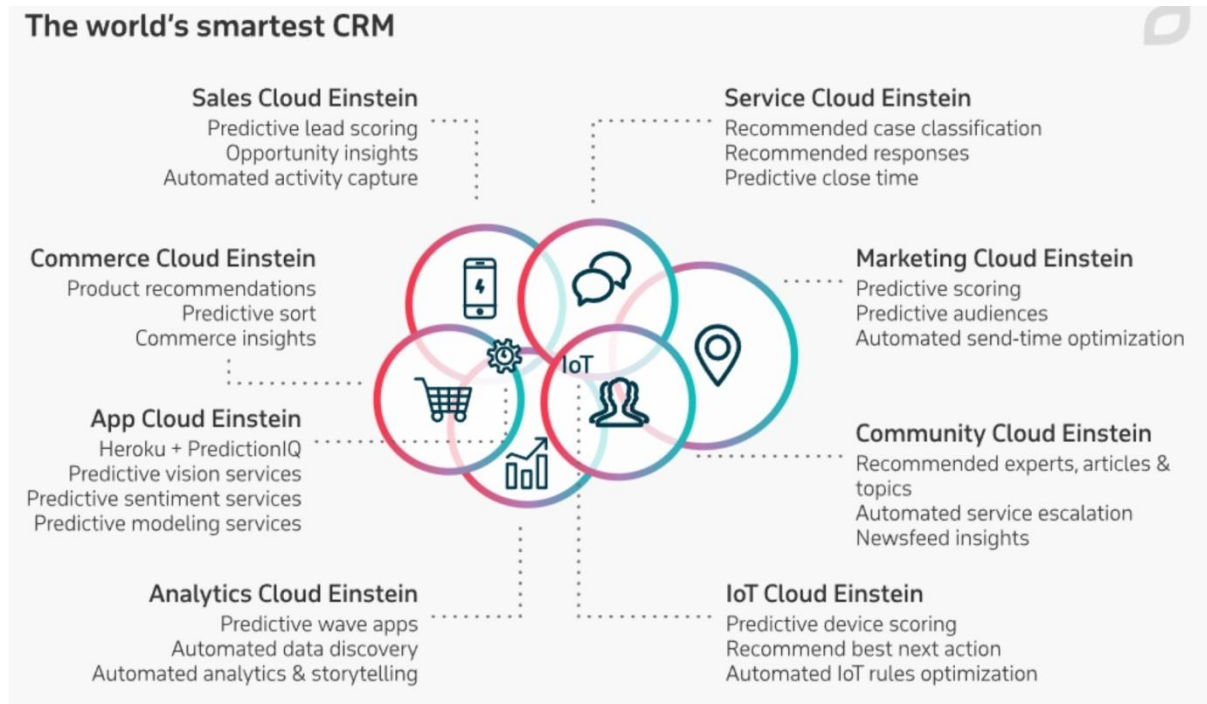 The world's smartest CRM
Sales Cloud Einstein
Predictive lead scoring
Opportunity insights
Automated activity capture
Service Cloud Einstein
Recommended case classification
Recommended responses
Predictive close time
Commerce Cloud Einstein
Product recommendations
Predictive sort
Commerce insights
Marketing Cloud Einstein
Predictive scoring
Predictive audiences
Automated send-time optimization
IoT
App Cloud Einstein
Heroku + PredictionIQ
Predictive vision services
Predictive sentiment services
Predictive modeling services
Community Cloud Einstein
Recommended experts, articles &
topics
Automated service escalation
Newsfeed insights
Analytics Cloud Einstein
Predictive wave apps
Automated data discovery
Automated analytics & storytelling
IoT Cloud Einstein
Predictive device scoring
Recommend best next action
Automated IoT rules optimization